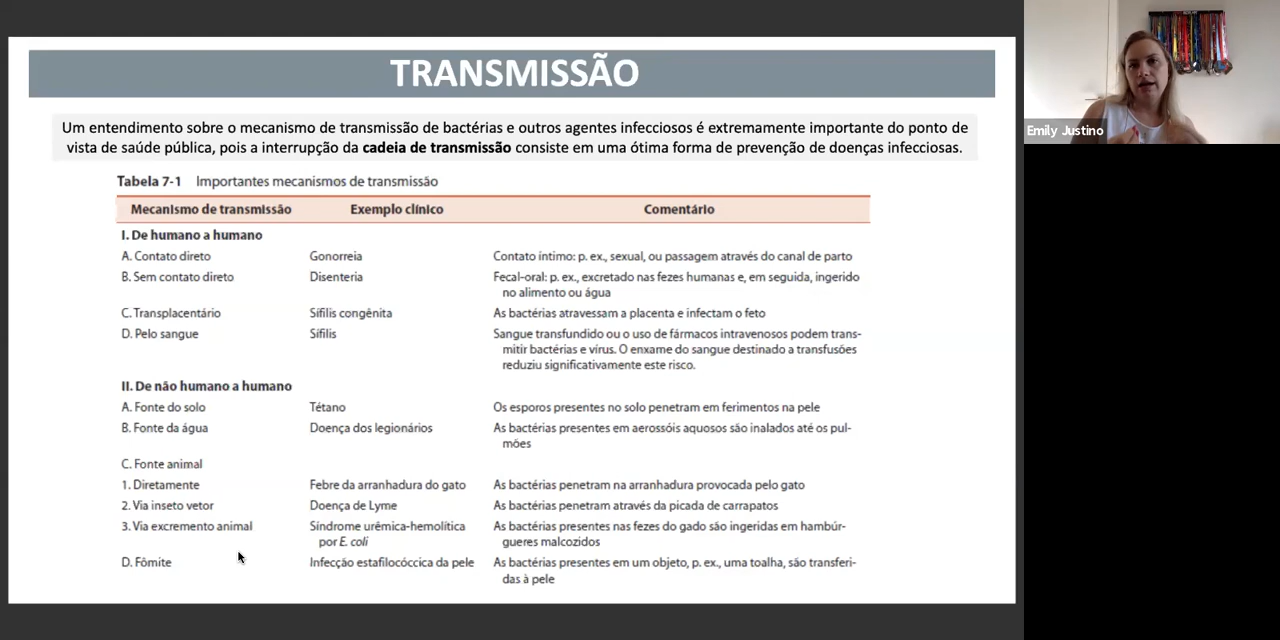 TRANSMISSÃO
Um entendimento sobre o mecanismo de transmissão de bactérias e outros agentes infecciosos é extremamente importante do ponto de
vista de saúde pública, pois a interrupção da cadeia de transmissão consiste em uma ótima forma de prevenção de doenças infecciosas.
Tabela 7-1 Importantes mecanismos de transmissão
Mecanismo de transmissão Exemplo clínico Comentário
I. De humano a humano
A. Contato direto Gonorreia Contato íntimo: p. ex., sexual, ou passagem através do canal de parto
B. Sem contato direto Disenteria Fecal-oral: p. ex., excretado nas fezes humanas e, em seguida, ingerido
no alimento ou água
C. Transplacentário Sífilis congênita As bactérias atravessam a placenta e infectam o feto
D. Pelo sangue Sífilis Sangue transfundido ou o uso de fármacos intravenosos podem trans-
mitir bactérias e vírus. O enxame do sangue destinado a transfusões
reduziu significativamente este risco.
II. De não humano a humano
A. Fonte do solo Tétano Os esporos presentes no solo penetram em ferimentos na pele
B. Fonte da água Doença dos legionários As bactérias presentes em aerossóis aquosos são inalados até os pul-
mões
C. Fonte animal
1. Diretamente Febre da arranhadura do gato As bactérias penetram na arranhadura provocada pelo gato
2. Via inseto vetor Doença de Lyme As bactérias penetram através da picada de carrapatos
3. Via excremento animal Síndrome urêmica-hemolítica As bactérias presentes nas fezes do gado são ingeridas em hambúr-
por E. coli gueres malcozidos
D. Fômite Infecção estafilocóccica da pele As bactérias presentes em um objeto, p. ex., uma toalha, são transferi-
das à pele
Emily Justino